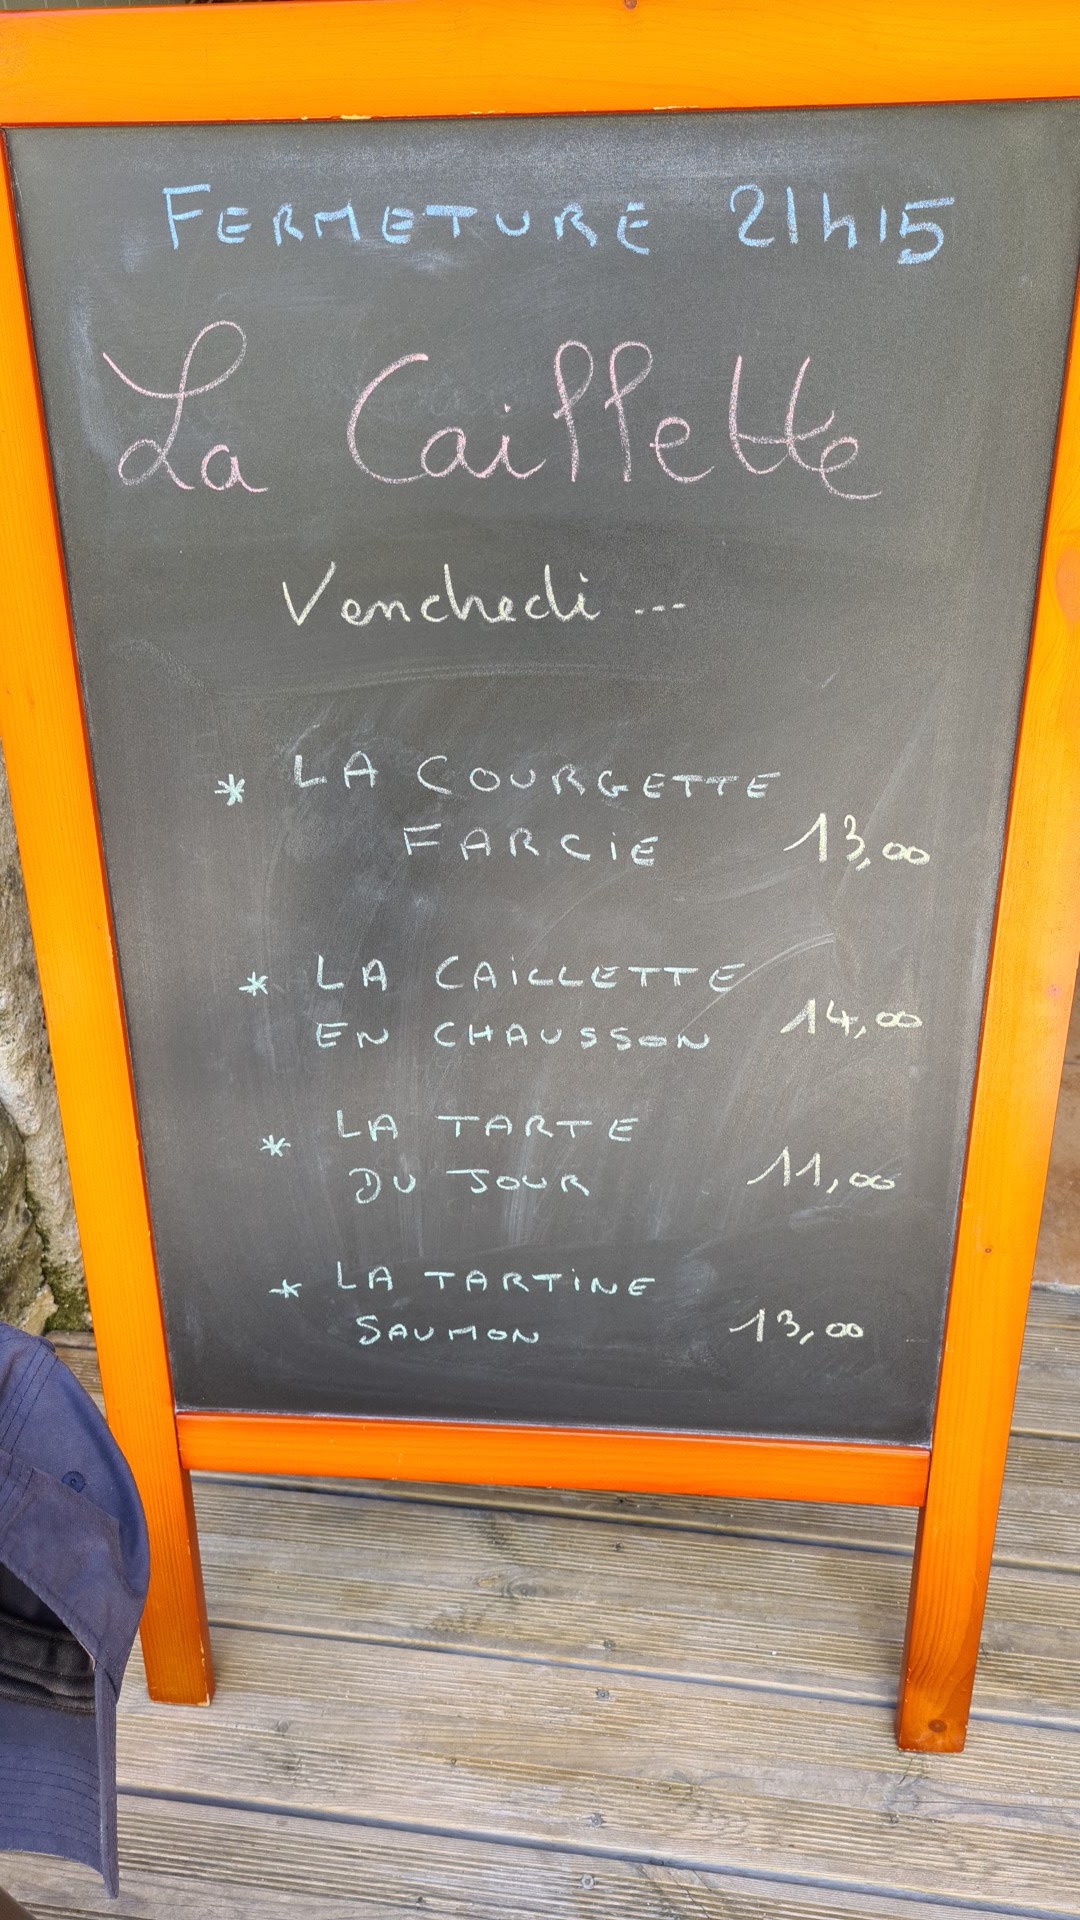 FERMETURE 21h15
La Caillette
Vendredi ...
* LA COURGETTE
FARCiE 13,00
* LA CAiLLETTE
EN CHAUSSON 14,00
* LA TARTE
DU JOUR 11,00
* LA TARTiNE
SAUMON 13,00